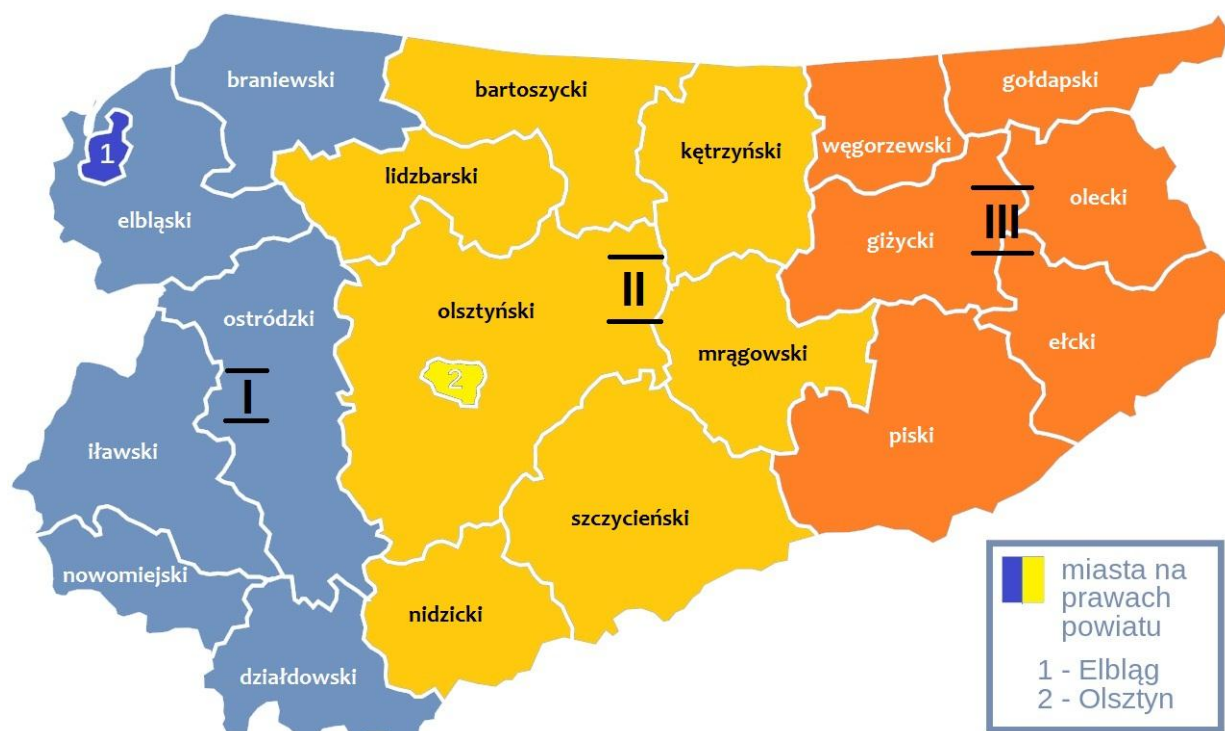 gołdapski
braniewski
bartoszycki
kętrzyński
węgorzewski
1
lidzbarski
olecki
elbląski
III
giżycki
II
olsztyński
ostródzki
ełcki
mrągowski
2
I
piski
iławski
szczycieński
nowomiejski
nidzicki
działdowski
miasta na
prawach
powiatu
1 - Elbląg
2 - Olsztyn